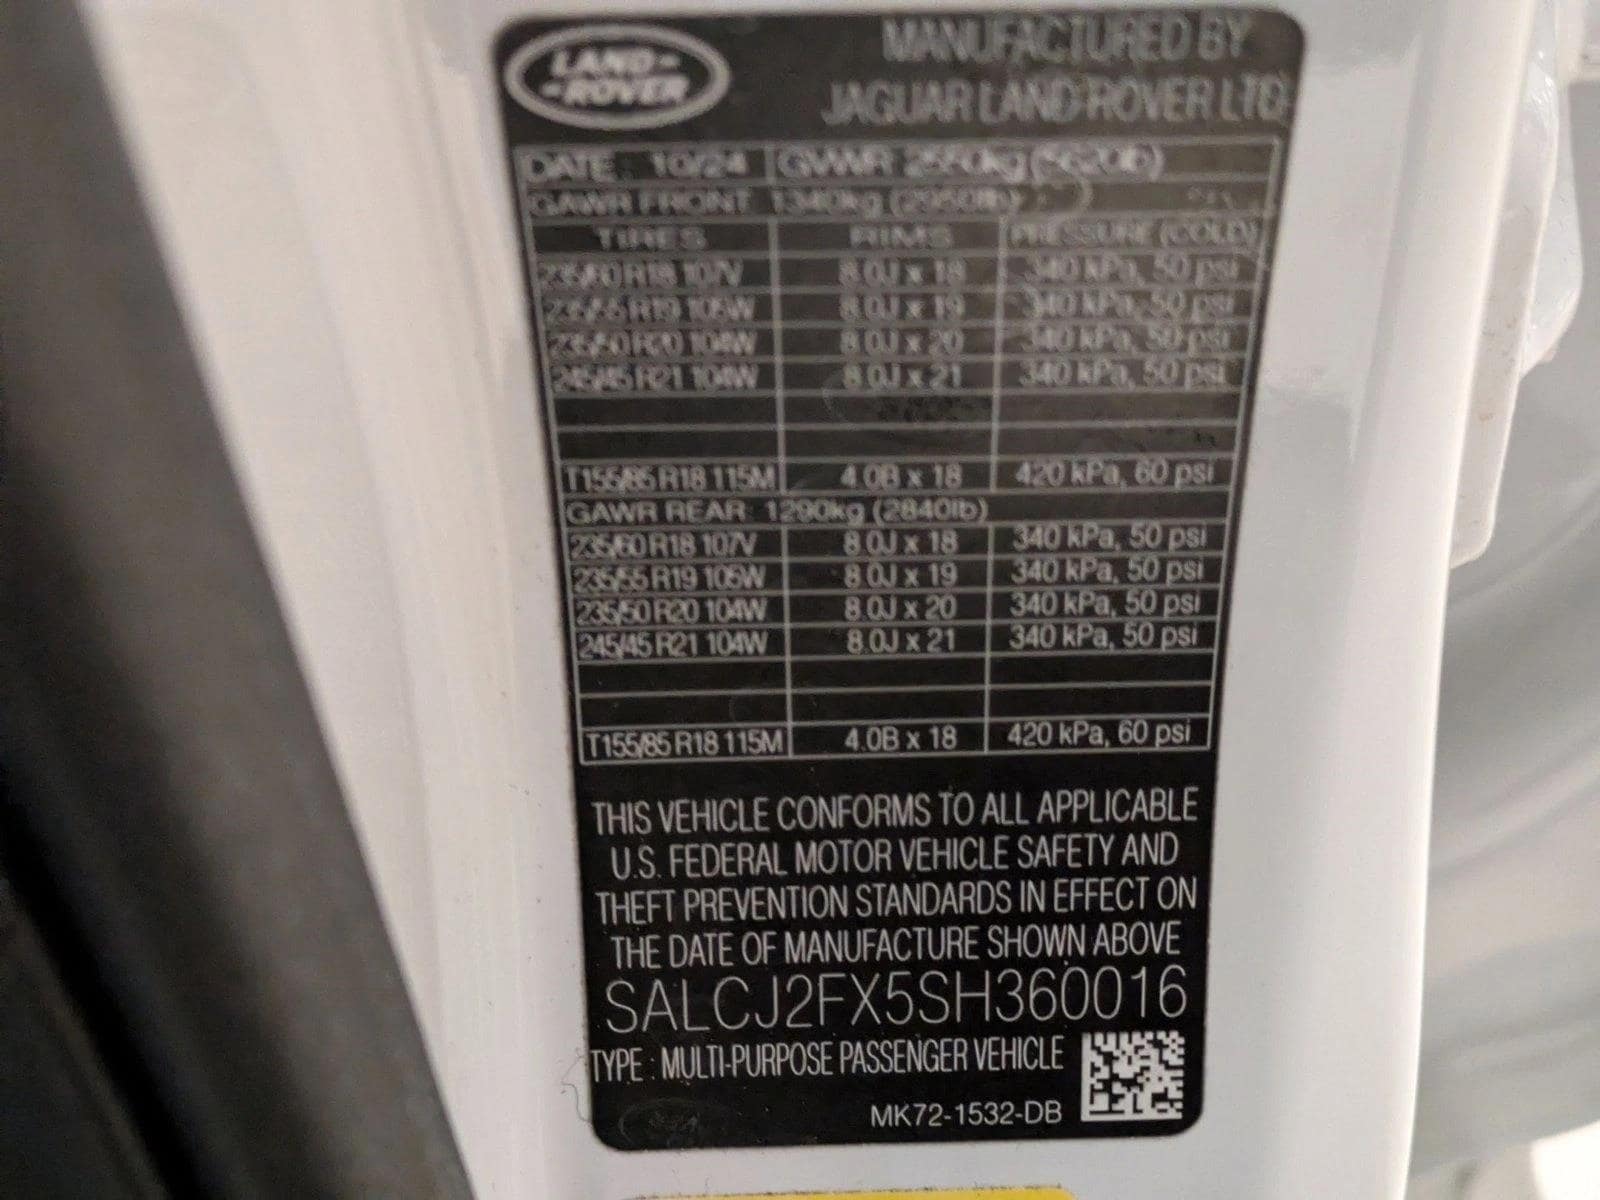 LAND-
-ROVER
MANUFACTURED BY
JAGUAR LAND ROVER LTD
DATE: 10/24 GVWR 2550kg (5620lb)
GAWR FRONT 1340kg (2950lb)
TIRES RIMS PRESSURE (COLD)
235/60 R18 107V 8.0J x 18 340 kPa, 50 psi
235/55 R19 105W 8.0J x 19 340 kPa, 50 psi
235/50 R20 104W 8.0J x 20 340 kPa, 50 psi
245/45 R21 104W 8.0J x 21 340 kPa, 50 psi
T155/85 R18 115M 4.0B x 18 420 kPa, 60 psi
GAWR REAR 1290kg (2840lb)
235/60 R18 107V 8.0J x 18 340 kPa, 50 psi
235/55 R19 105W 8.0J x 19 340 kPa, 50 psi
235/50 R20 104W 8.0J x 20 340 kPa, 50 psi
245/45 R21 104W 8.0J x 21 340 kPa, 50 psi
T155/85 R18 115M 4.0B x 18 420 kPa, 60 psi
THIS VEHICLE CONFORMS TO ALL APPLICABLE
U.S. FEDERAL MOTOR VEHICLE SAFETY AND
THEFT PREVENTION STANDARDS IN EFFECT ON
THE DATE OF MANUFACTURE SHOWN ABOVE
SALCJ2FX5SH360016
TYPE : MULTI-PURPOSE PASSENGER VEHICLE
MK72-1532-DB